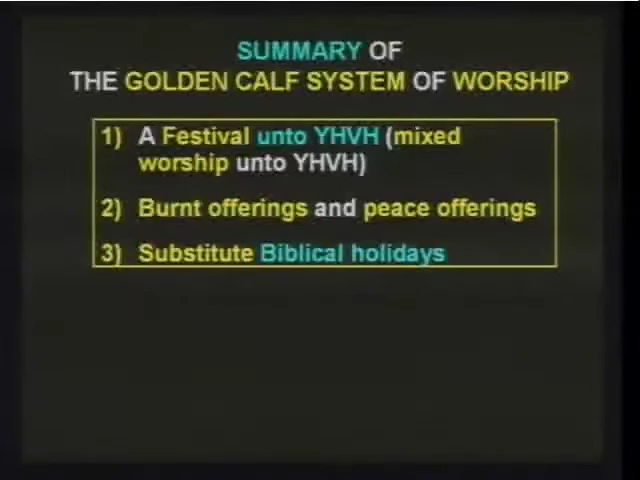 SUMMARY OF
THE GOLDEN CALF SYSTEM OF WORSHIP
1) A Festival unto YHVH (mixed
worship unto YHVH)
2) Burnt offerings and peace offerings
3) Substitute Biblical holidays